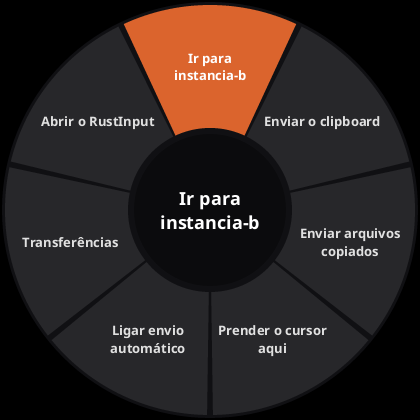 Ir para
instancia-b
Abrir o RustInput
Enviar o clipboard
Ir para
instancia-b
Transferências
Enviar arquivos
copiados
Ligar envio
automático
Prender o cursor
aqui